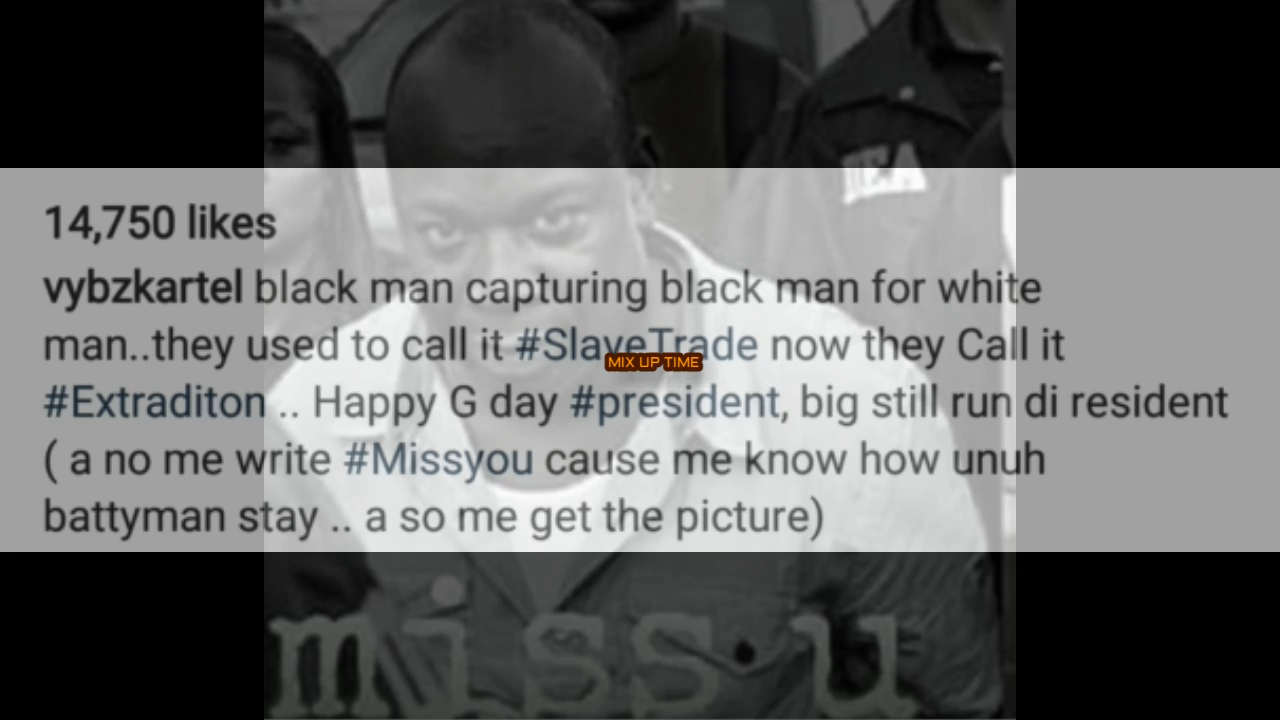 DEA
14,750 likes
vybzkartel black man capturing black man for white
man..they used to call it #SlaveTrade now they Call it
MIX UP TIME
#Extraditon .. Happy G day #president, big still run di resident
( a no me write #Missyou cause me know how unuh
battyman stay .. a so me get the picture)
miss u